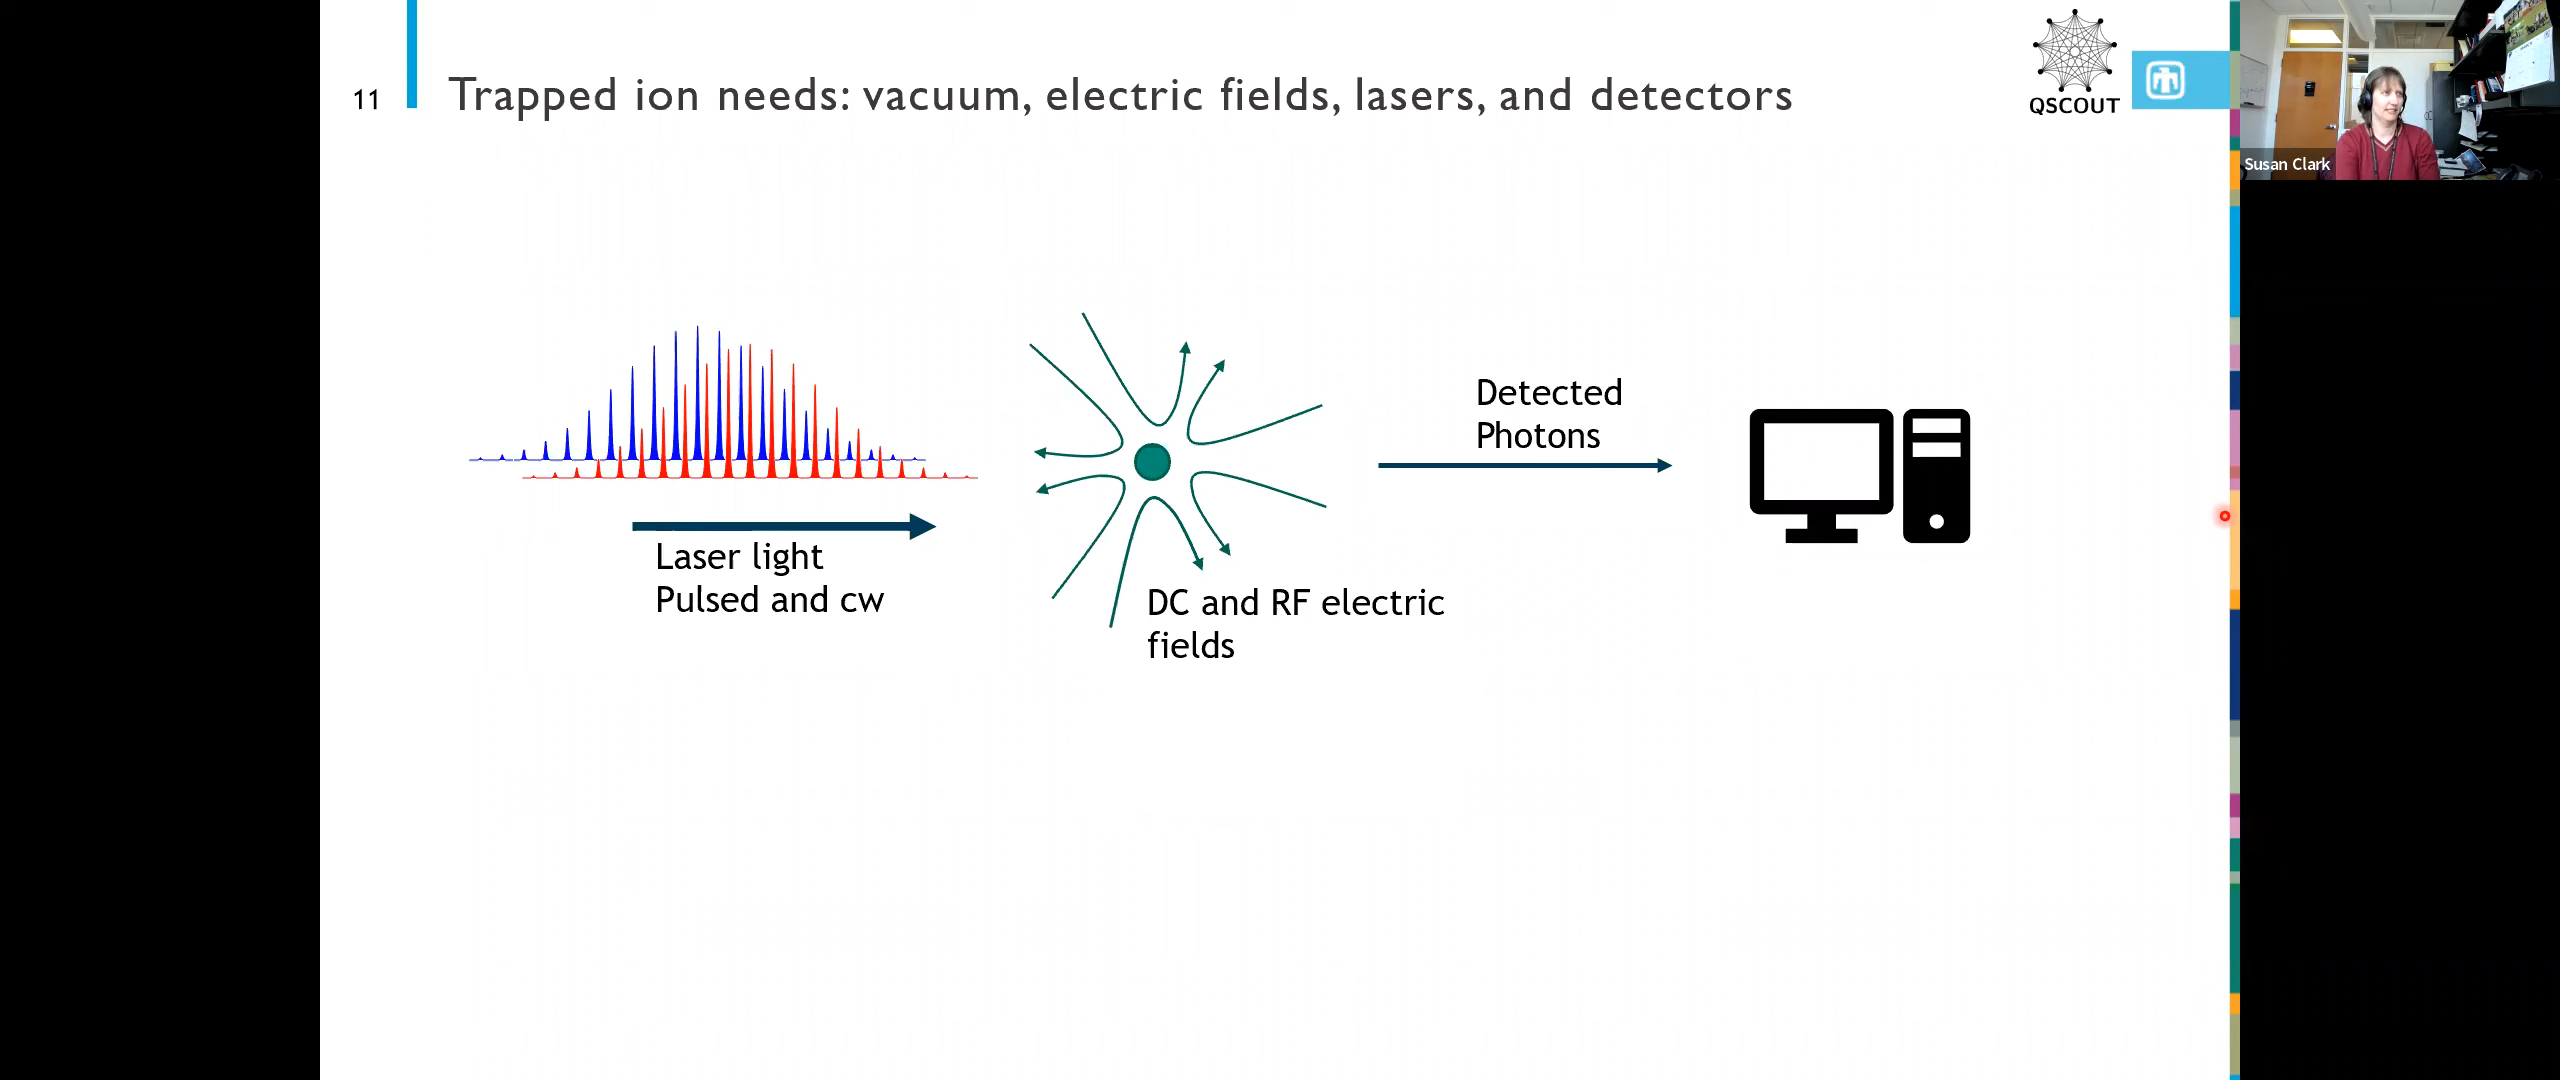 11
Trapped ion needs: vacuum, electric fields, lasers, and detectors
QSCOUT
Susan Clark
Detected
Photons
Laser light
Pulsed and cw
DC and RF electric
fields